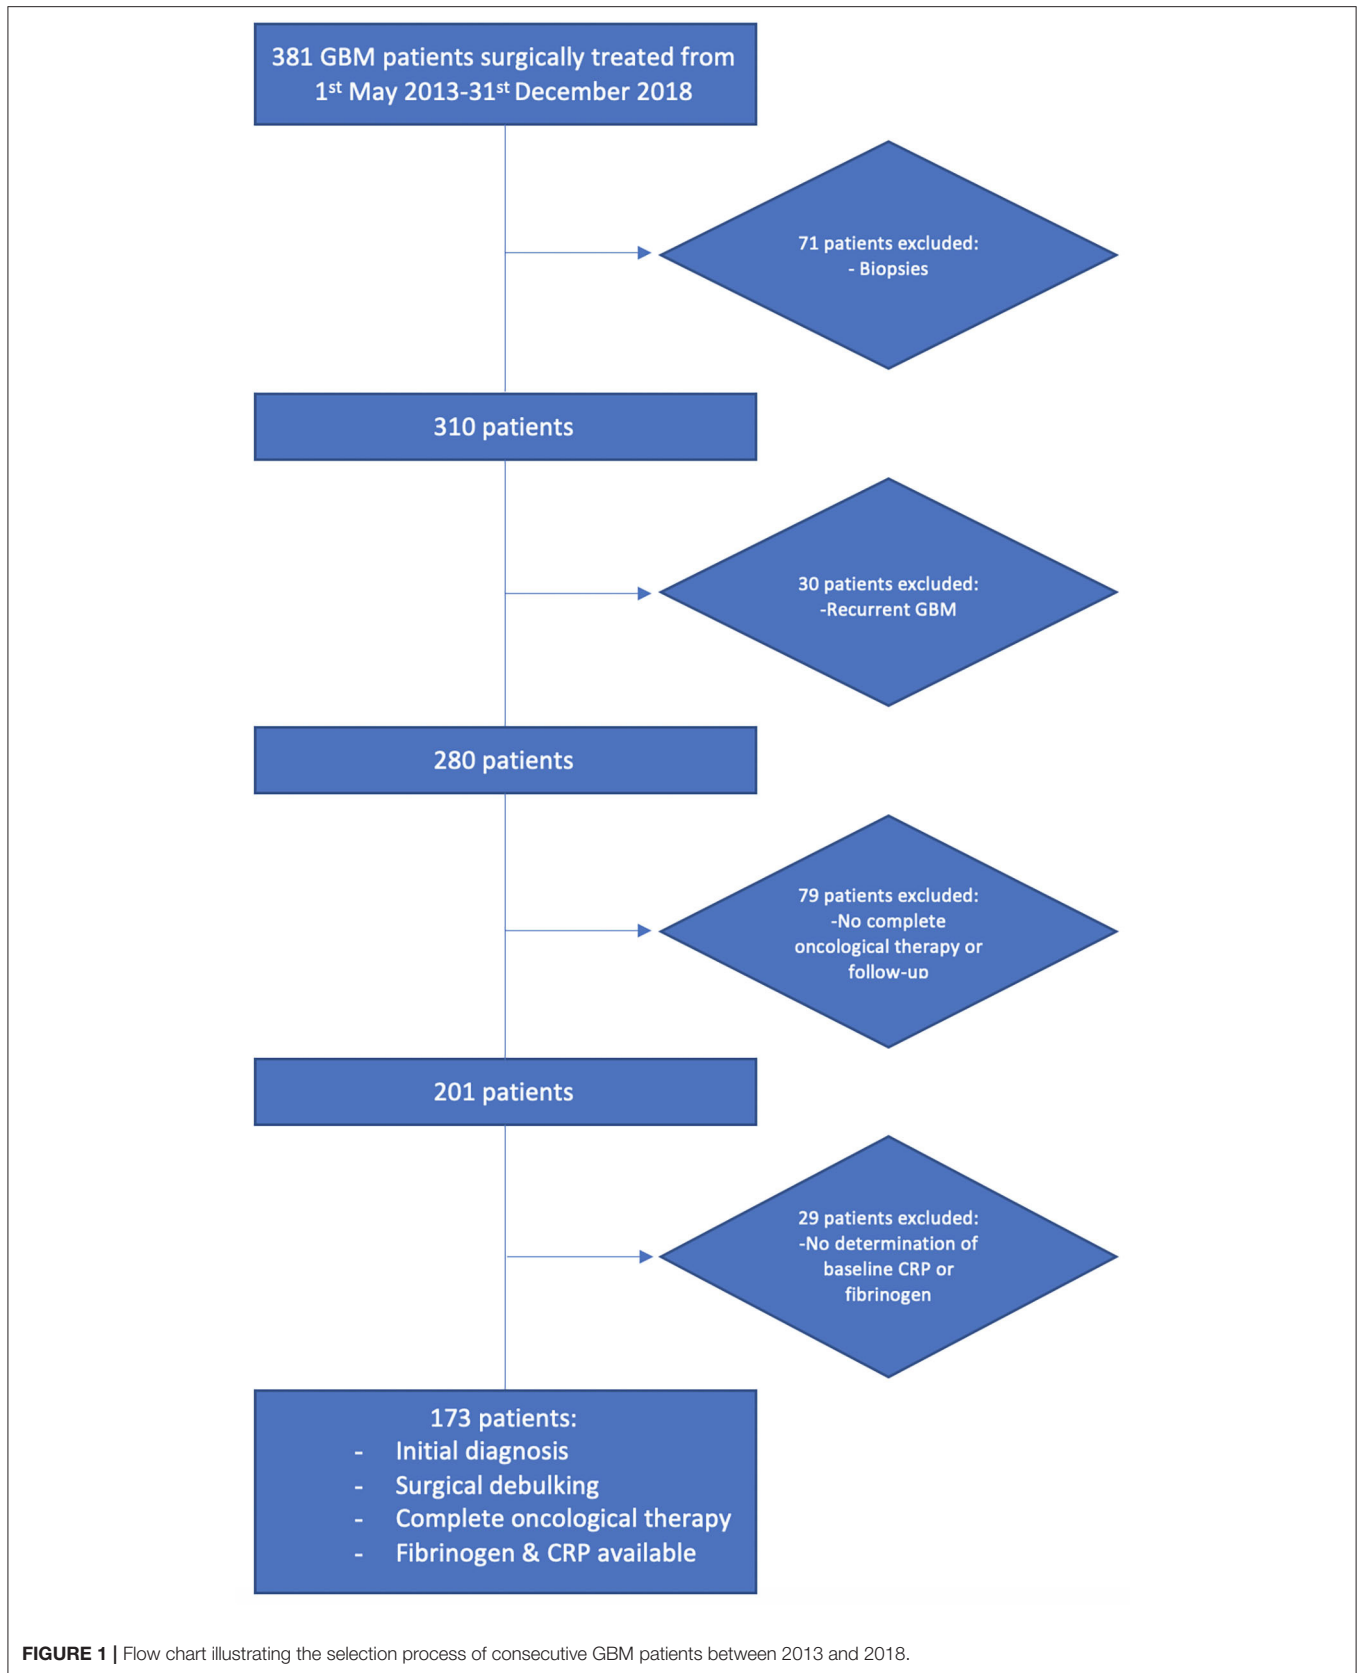 381 GBM patients surgically treated from
1st May 2013-31st December 2018
71 patients excluded:
- Biopsies
310 patients
30 patients excluded:
-Recurrent GBM
280 patients
79 patients excluded:
-No complete
oncological therapy or
follow-up
201 patients
29 patients excluded:
-No determination of
baseline CRP or
fibrinogen
173 patients:
- Initial diagnosis
- Surgical debulking
- Complete oncological therapy
- Fibrinogen & CRP available
FIGURE 1 | Flow chart illustrating the selection process of consecutive GBM patients between 2013 and 2018.